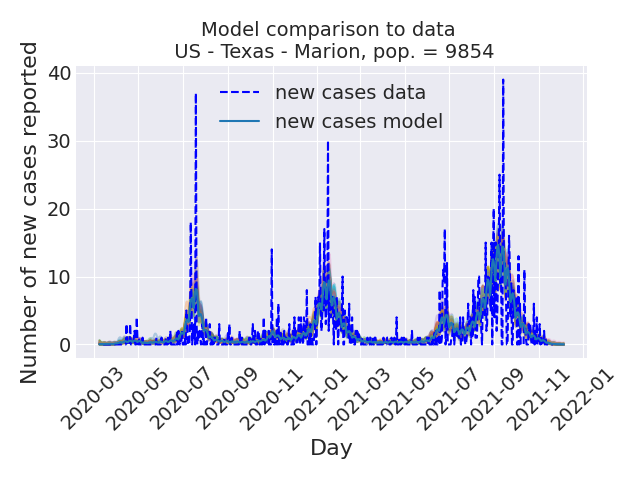 Model comparison to data
US - Texas - Marion, pop. = 9854
Number of new cases reported
40
30
20
10
0
new cases data
new cases model
2020-03
2020-05
2020-07
2020-09
2020-11
2021-01
2021-03
2021-05
2021-07
2021-09
2021-11
2022-01
Day